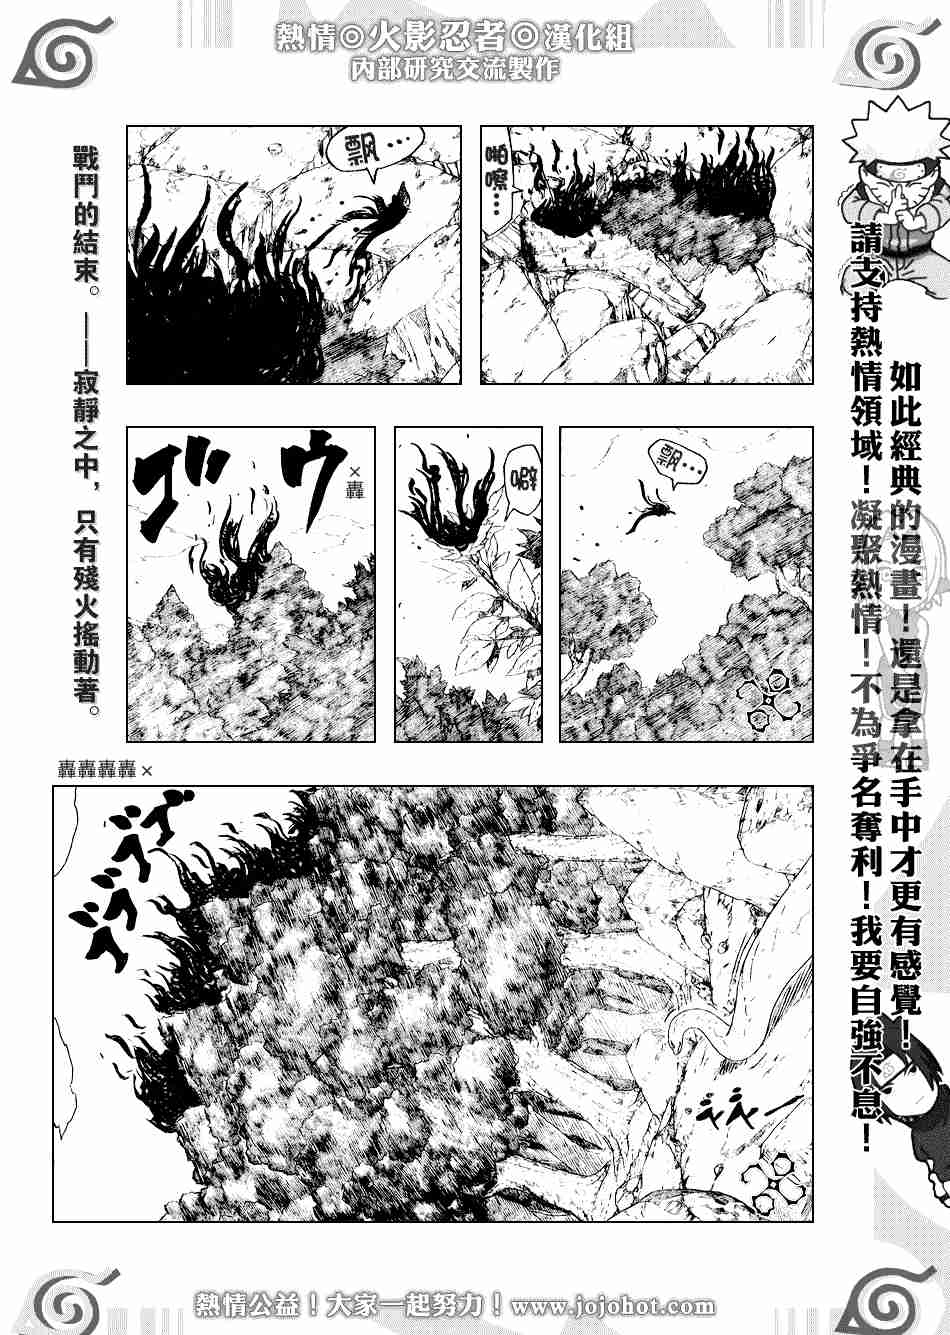 熱情◎火影忍者◎漢化組
內部研究交流製作
如此經典的漫畫！還是拿在手中才更有感覺！
請支持熱情領域！凝聚熱情！不為爭名奪利！我要自強不息！
啪嚓…
飄…
戰鬥的結束。——寂靜之中，只有殘火搖動著。
飄…
噼
ゴウ
×轟
轟轟轟轟×
ゴゴゴゴ
熱情公益！大家一起努力！www.jojohot.com